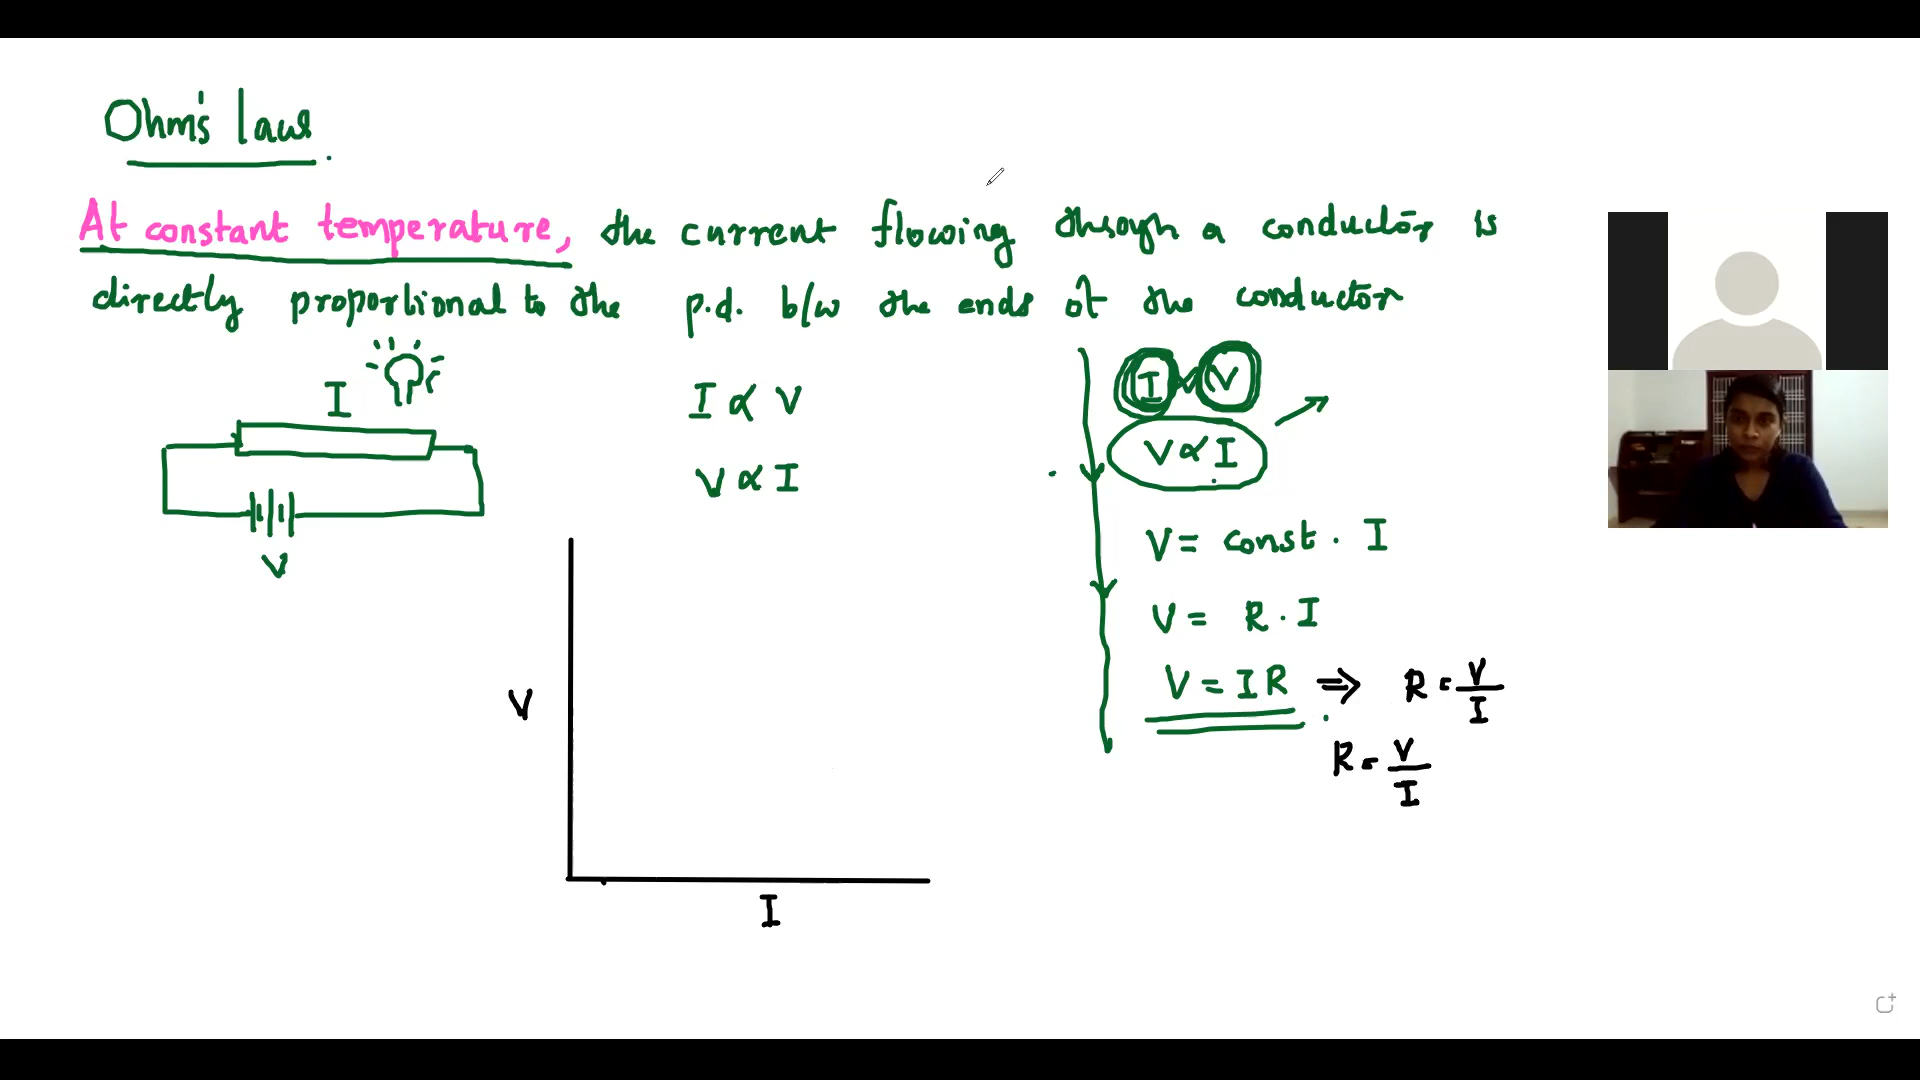 Ohm's law.
At constant temperature, the current flowing through a conductor is
directly proportional to the p.d. b/w the ends of the conductor
I
V
I ∝ V
V ∝ I
V
I
I ∝ V
V ∝ I
V = const. I
V = R. I
V = IR ⇒ R = V/I
R = V/I